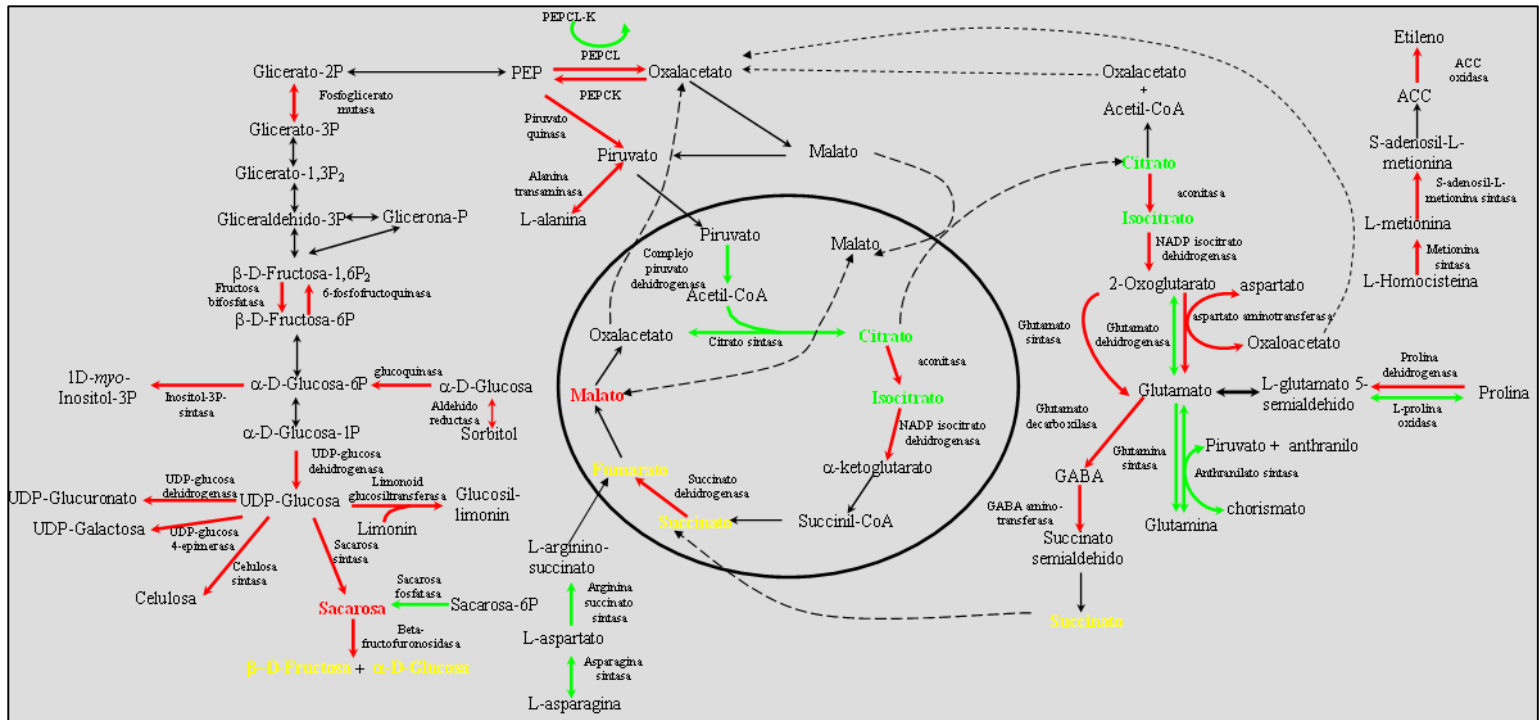 PEPCL-K
PEPCL
Glicerato-2P
PEP
Oxalacetato
PEPCK
Fosfoglicerato
mutasa
Glicerato-3P
Piruvato
quinasa
Glicerato-1,3P₂
Piruvato
Malato
Alanina
transaminasa
Gliceraldehido-3P
Glicerona-P
L-alanina
β-D-Fructosa-1,6P₂
Fructosa
bifosfatasa
6-fosfofructoquinasa
β-D-Fructosa-6P
1D-myo-
Inositol-3P
Inositol-3P-
sintasa
α-D-Glucosa-6P
glucoquinasa
α-D-Glucosa
Aldehido
reductasa
Sorbitol
α-D-Glucosa-1P
UDP-glucosa
dehidrogenasa
UDP-Glucuronato
UDP-glucosa
dehidrogenasa
UDP-Glucosa
Limonoid
glucosiltransferasa
Glucosil-
limonin
Limonin
UDP-Galactosa
UDP-glucosa
4-epimerasa
Celulosa
sintasa
Sacarosa
sintasa
Celulosa
Sacarosa
Sacarosa
fosfatasa
Sacarosa-6P
Beta-
fructofuronosidasa
β-D-Fructosa + α-D-Glucosa
Piruvato
Complejo
piruvato
dehidrogenasa
Malato
Acetil-CoA
Oxalacetato
Citrato sintasa
Citrato
aconitasa
Malato
Isocitrato
NADP isocitrato
dehidrogenasa
Fumarato
Succinato
dehidrogenasa
α-ketoglutarato
Succinato
Succinil-CoA
L-arginino-
succinato
Arginina
succinato
sintasa
L-aspartato
Asparagina
sintasa
L-asparagina
Oxalacetato
+
Acetil-CoA
Citrato
aconitasa
Isocitrato
NADP isocitrato
dehidrogenasa
2-Oxoglutarato
aspartato
Glutamato
sintasa
Glutamato
dehidrogenasa
aspartato aminotransferasa
Oxaloacetato
Glutamato
L-glutamato 5-
semialdehido
Prolina
dehidrogenasa
L-prolina
oxidasa
Prolina
Glutamato
decarboxilasa
Glutamina
sintasa
Piruvato + anthranilo
Anthranilato sintasa
GABA
chorismato
GABA amino-
transferasa
Glutamina
Succinato
semialdehido
Succinato
Etileno
ACC
oxidasa
ACC
S-adenosil-L-
metionina
S-adenosil-L-
metionina sintasa
L-metionina
Metionina
sintasa
L-Homocisteina